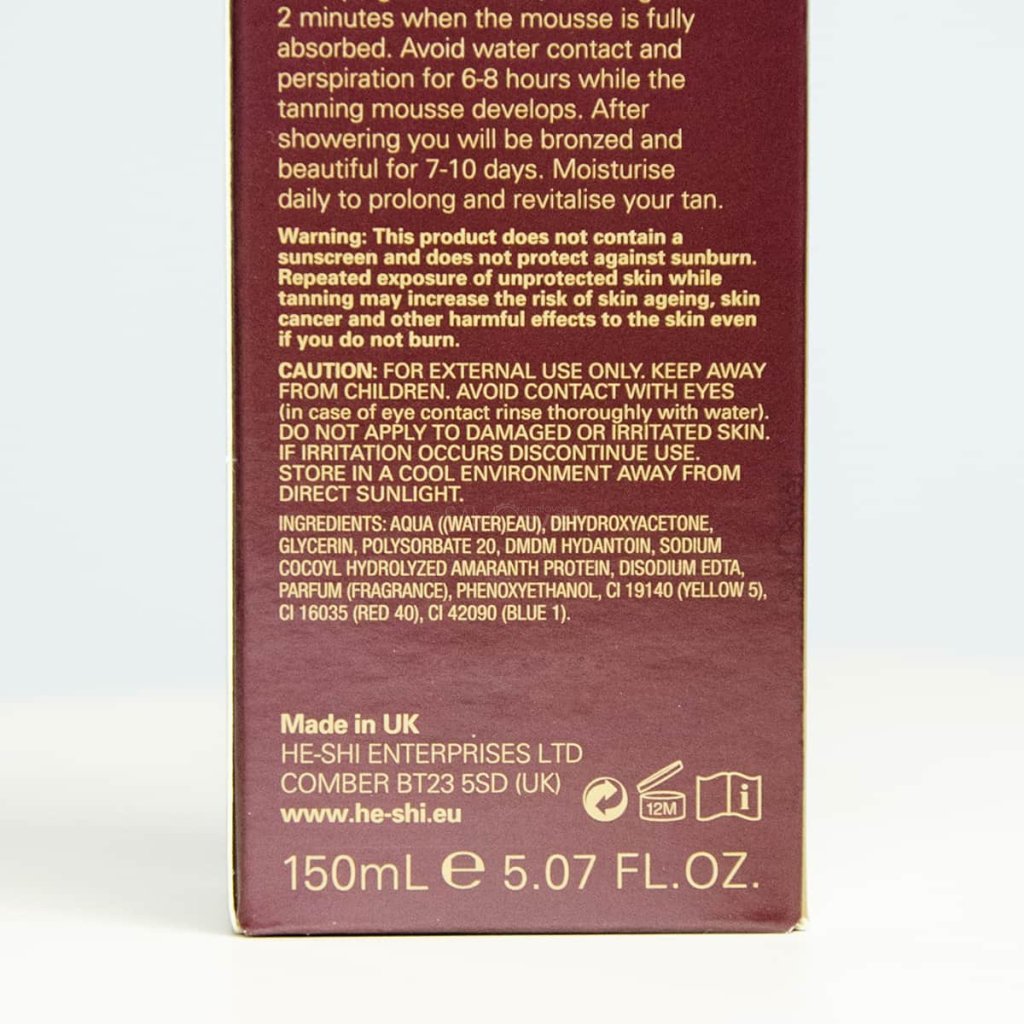 2 minutes when the mousse is fully
absorbed. Avoid water contact and
perspiration for 6-8 hours while the
tanning mousse develops. After
showering you will be bronzed and
beautiful for 7-10 days. Moisturise
daily to prolong and revitalise your tan.
Warning: This product does not contain a
sunscreen and does not protect against sunburn.
Repeated exposure of unprotected skin while
tanning may increase the risk of skin ageing, skin
cancer and other harmful effects to the skin even
if you do not burn.
CAUTION: FOR EXTERNAL USE ONLY. KEEP AWAY
FROM CHILDREN. AVOID CONTACT WITH EYES
(in case of eye contact rinse thoroughly with water).
DO NOT APPLY TO DAMAGED OR IRRITATED SKIN.
IF IRRITATION OCCURS DISCONTINUE USE.
STORE IN A COOL ENVIRONMENT AWAY FROM
DIRECT SUNLIGHT.
INGREDIENTS: AQUA ((WATER)EAU), DIHYDROXYACETONE,
GLYCERIN, POLYSORBATE 20, DMDM HYDANTOIN, SODIUM
COCOYL HYDROLYZED AMARANTH PROTEIN, DISODIUM EDTA,
PARFUM (FRAGRANCE), PHENOXYETHANOL, CI 19140 (YELLOW 5),
CI 16035 (RED 40), CI 42090 (BLUE 1).
Made in UK
HE-SHI ENTERPRISES LTD
COMBER BT23 5SD (UK)
www.he-shi.eu
12M
i
150mL e 5.07 FL.OZ.